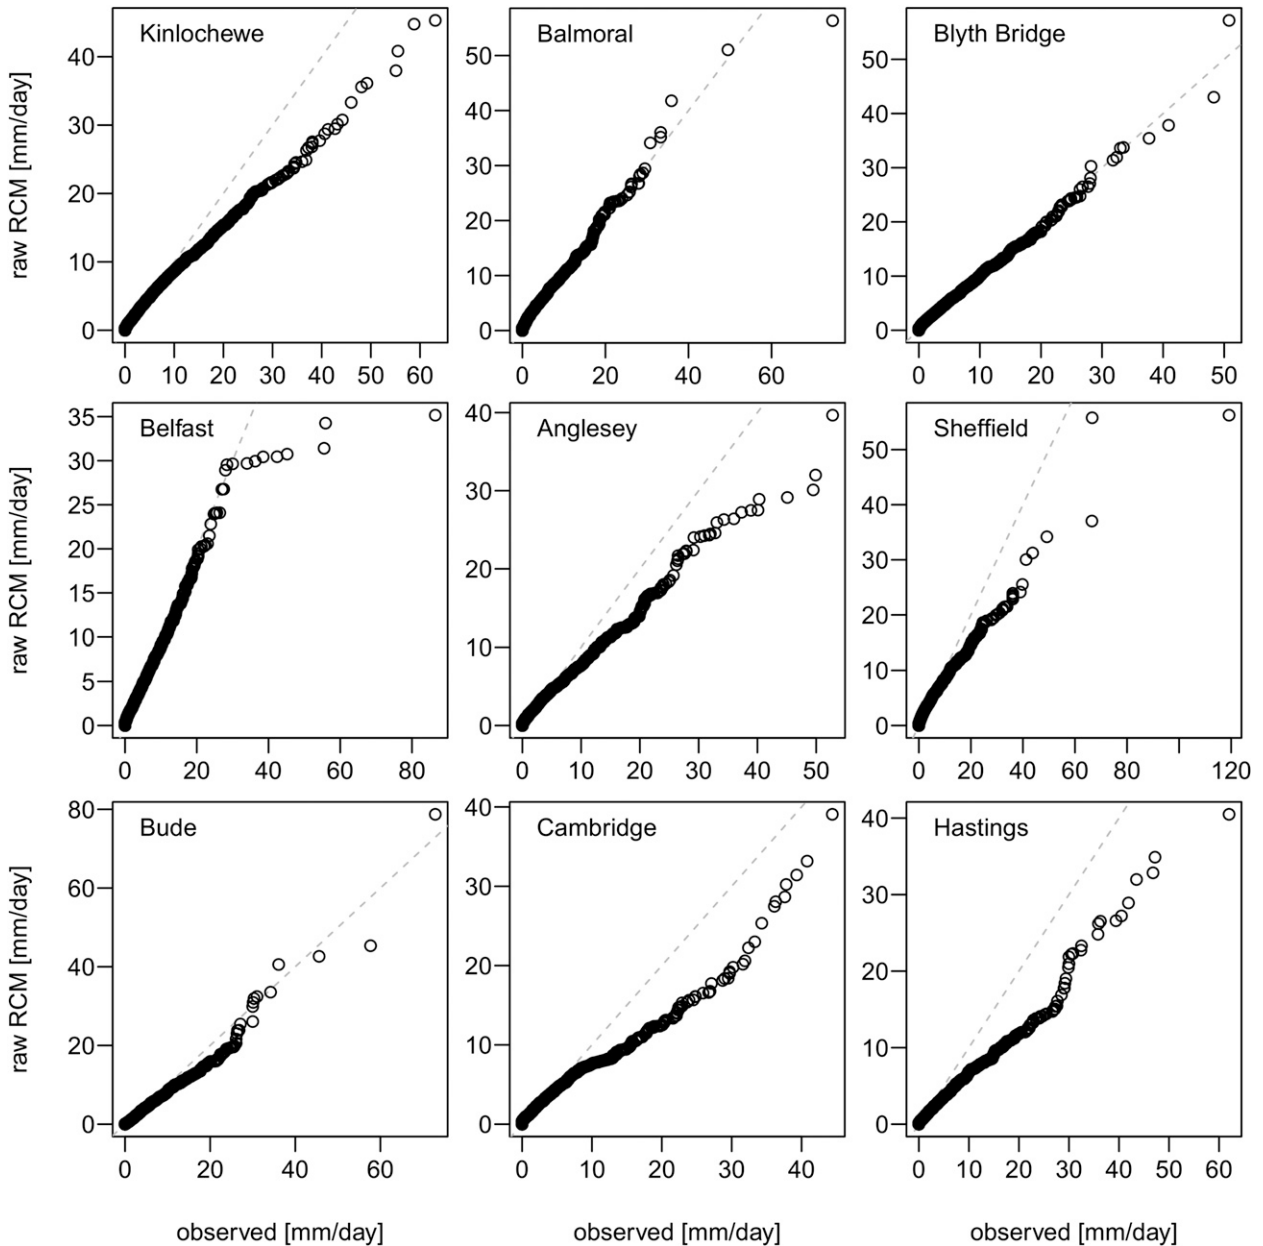 Kinlochewe
Balmoral
Blyth Bridge
raw RCM [mm/day]
40
30
20
10
0
50
40
30
20
10
0
50
40
30
20
10
0
0 10 20 30 40 50 60
0 20 40 60
0 10 20 30 40 50
Belfast
Anglesey
Sheffield
raw RCM [mm/day]
35
30
25
20
15
10
5
0
40
30
20
10
0
50
40
30
20
10
0
0 20 40 60 80
0 10 20 30 40 50
0 20 40 60 80 120
Bude
Cambridge
Hastings
raw RCM [mm/day]
80
60
40
20
0
40
30
20
10
0
40
30
20
10
0
0 20 40 60
0 10 20 30 40
0 10 20 30 40 50 60
observed [mm/day]
observed [mm/day]
observed [mm/day]